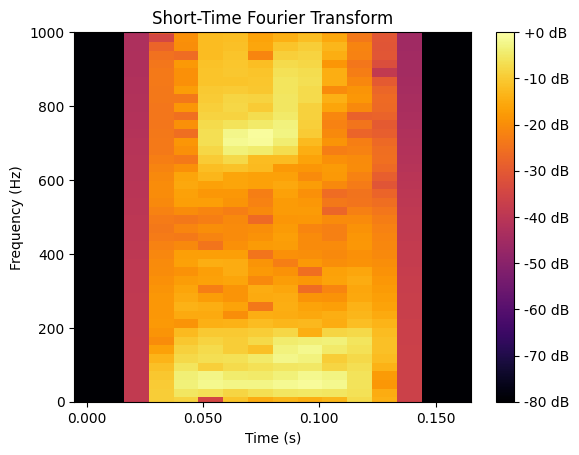 Short-Time Fourier Transform
Frequency (Hz)
1000
800
600
400
200
0
0.000
0.050
0.100
0.150
Time (s)
+0 dB
-10 dB
-20 dB
-30 dB
-40 dB
-50 dB
-60 dB
-70 dB
-80 dB